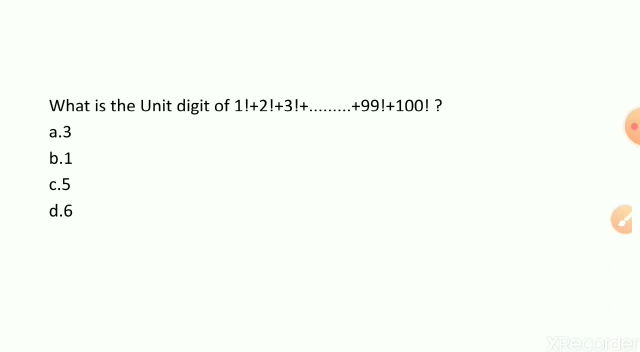 What is the Unit digit of 1!+2!+3!+.........+99!+100! ?
a.3
b.1
c.5
d.6
XRecorder